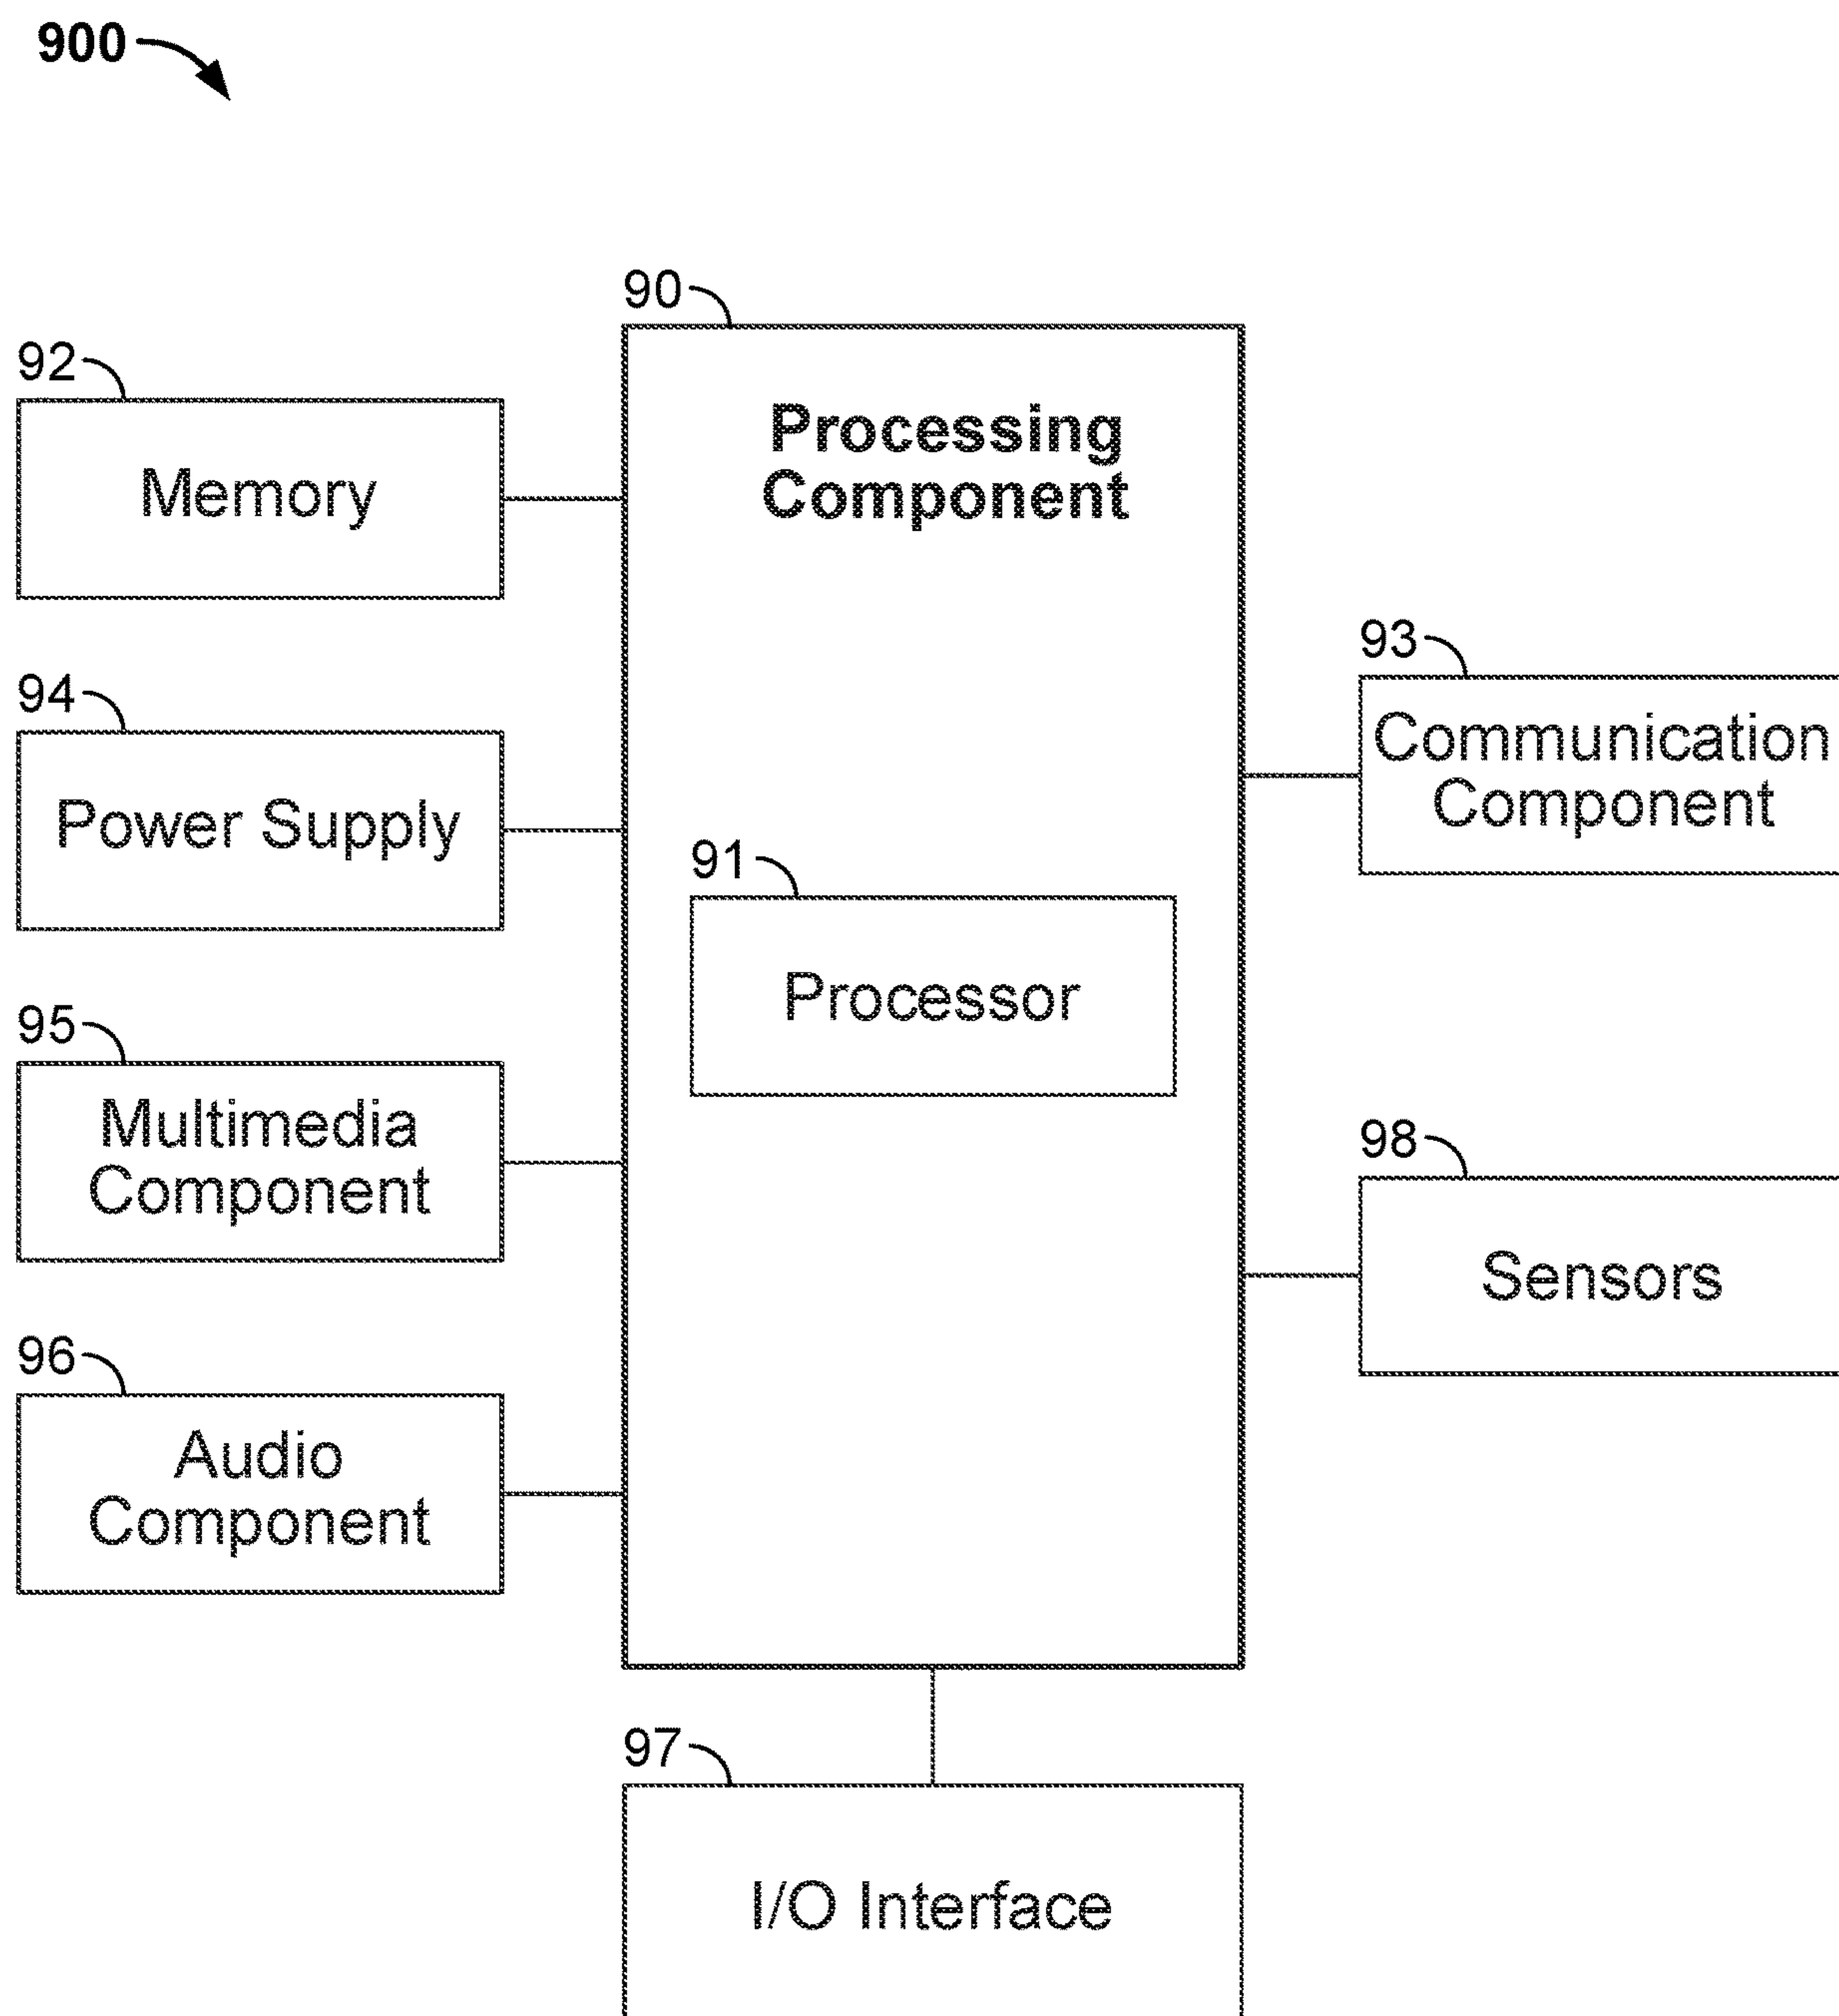 900
90
Processing
Component
92
Memory
93
Communication
Component
94
Power Supply
91
Processor
95
Multimedia
Component
98
Sensors
96
Audio
Component
97
I/O Interface